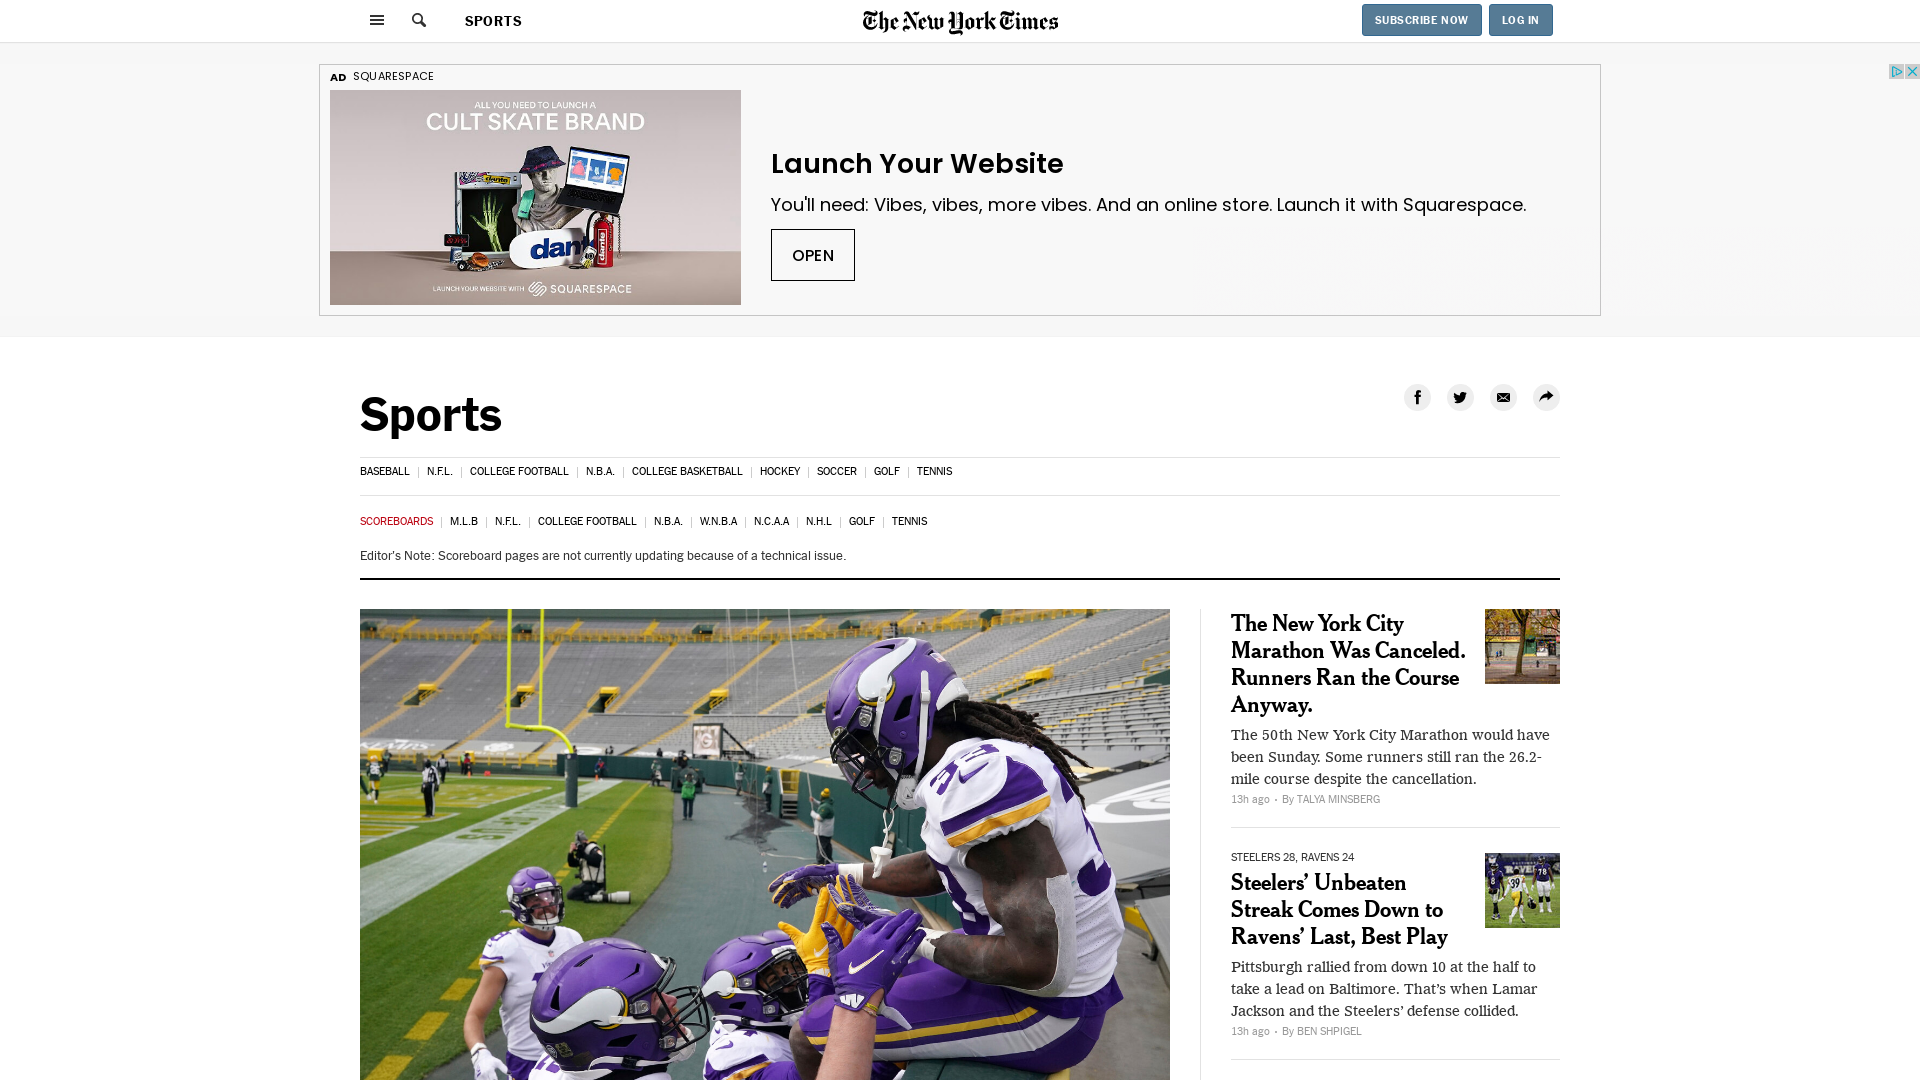 SPORTS
The New York Times
SUBSCRIBE NOW
LOG IN
AD SQUARESPACE
ALL YOU NEED TO LAUNCH A
CULT SKATE BRAND
dante
LAUNCH YOUR WEBSITE WITH SQUARESPACE
Launch Your Website
You'll need: Vibes, vibes, more vibes. And an online store. Launch it with Squarespace.
OPEN
Sports
BASEBALL N.F.L. COLLEGE FOOTBALL N.B.A. COLLEGE BASKETBALL HOCKEY SOCCER GOLF TENNIS
SCOREBOARDS M.L.B N.F.L. COLLEGE FOOTBALL N.B.A. W.N.B.A N.C.A.A N.H.L GOLF TENNIS
Editor's Note: Scoreboard pages are not currently updating because of a technical issue.
The New York City
Marathon Was Canceled.
Runners Ran the Course
Anyway.
The 50th New York City Marathon would have
been Sunday. Some runners still ran the 26.2-
mile course despite the cancellation.
13h ago • By TALYA MINSBERG
STEELERS 28, RAVENS 24
Steelers’ Unbeaten
Streak Comes Down to
Ravens’ Last, Best Play
Pittsburgh rallied from down 10 at the half to
take a lead on Baltimore. That’s when Lamar
Jackson and the Steelers’ defense collided.
13h ago • By BEN SHPIGEL